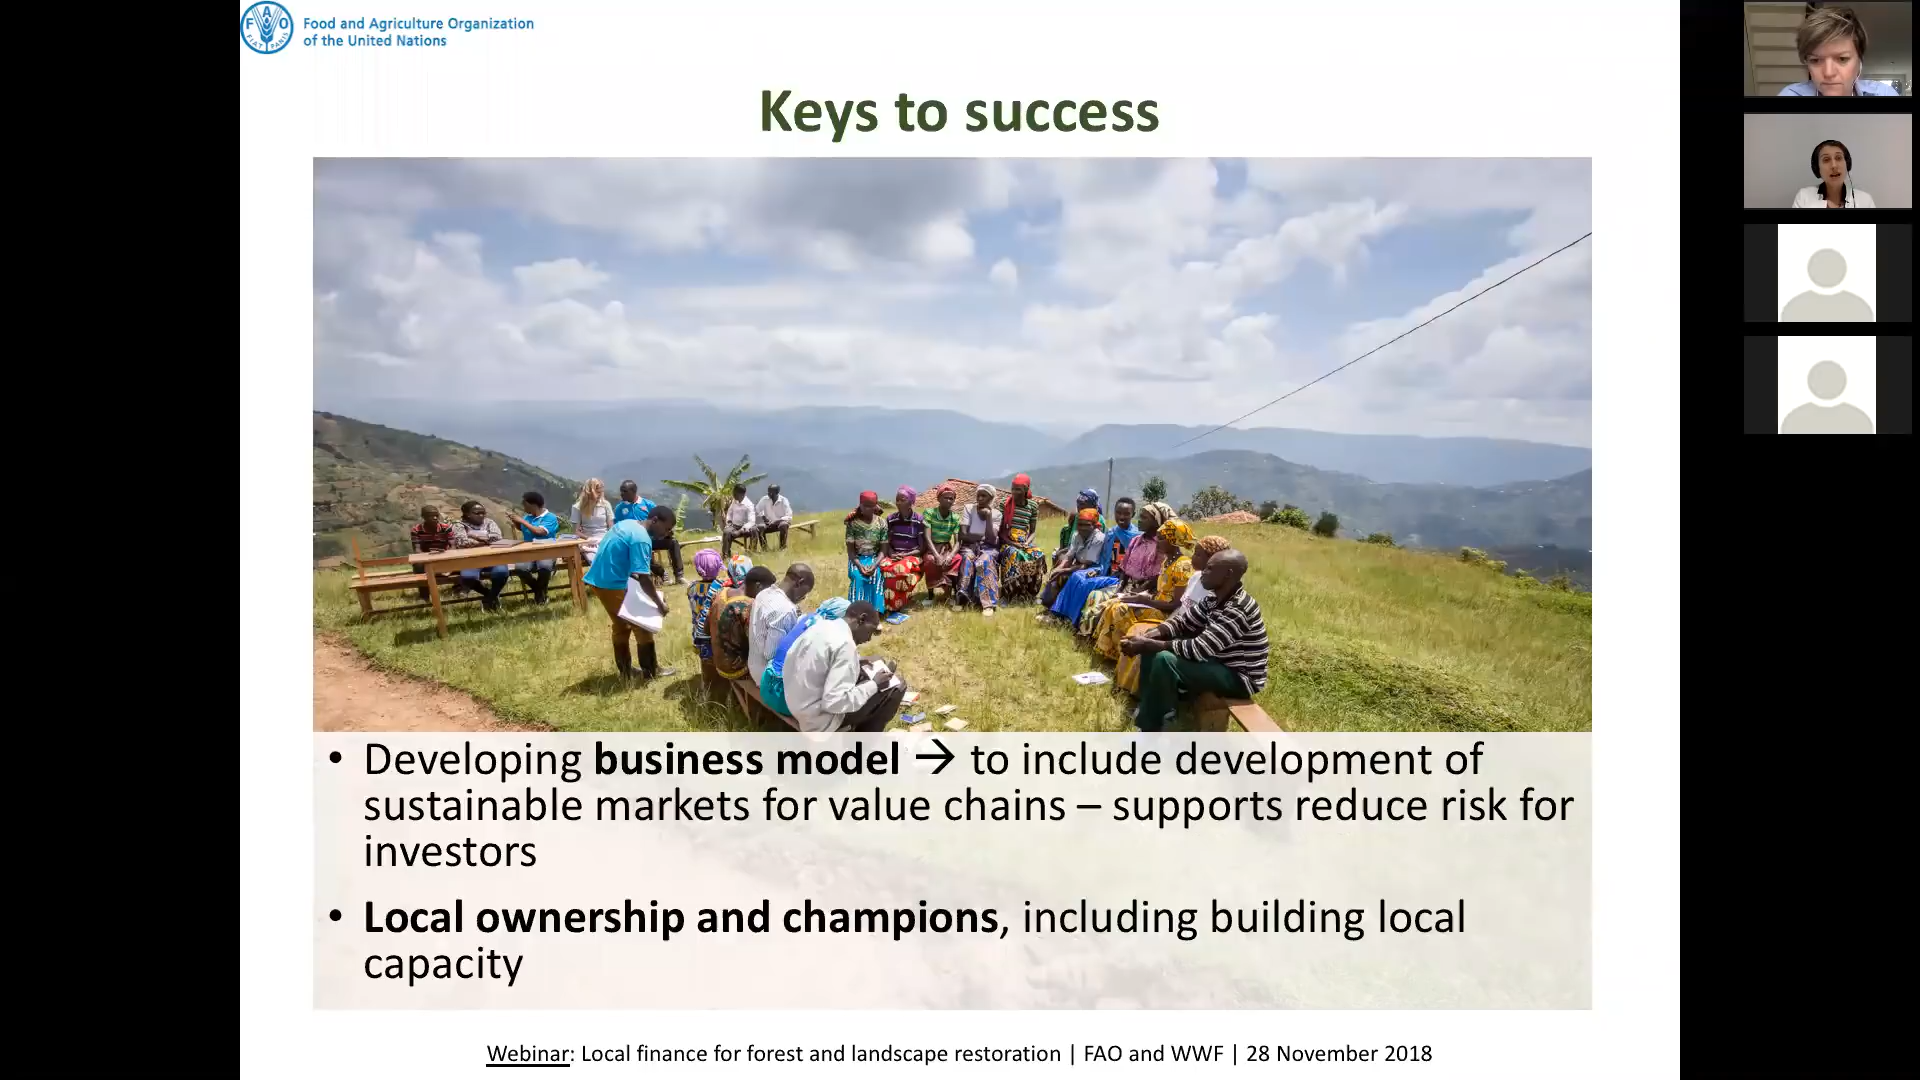 Food and Agriculture Organization
of the United Nations
Keys to success
• Developing business model → to include development of
sustainable markets for value chains – supports reduce risk for
investors
• Local ownership and champions, including building local
capacity
Webinar: Local finance for forest and landscape restoration | FAO and WWF | 28 November 2018